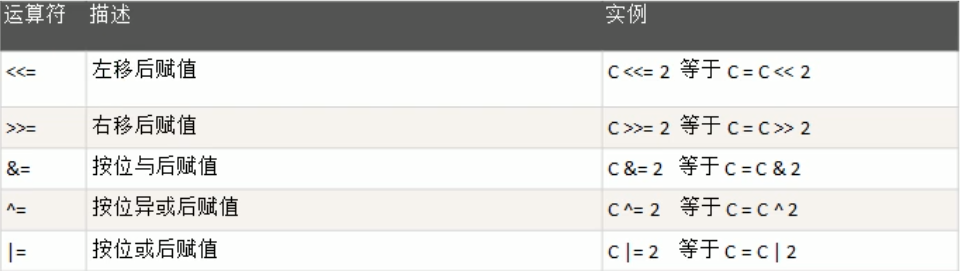 运算符 描述 实例
<<= 左移后赋值 C <<= 2 等于 C = C << 2
>>= 右移后赋值 C >>= 2 等于 C = C >> 2
&= 按位与后赋值 C &= 2 等于 C = C & 2
^= 按位异或后赋值 C ^= 2 等于 C = C ^ 2
|= 按位或后赋值 C |= 2 等于 C = C | 2